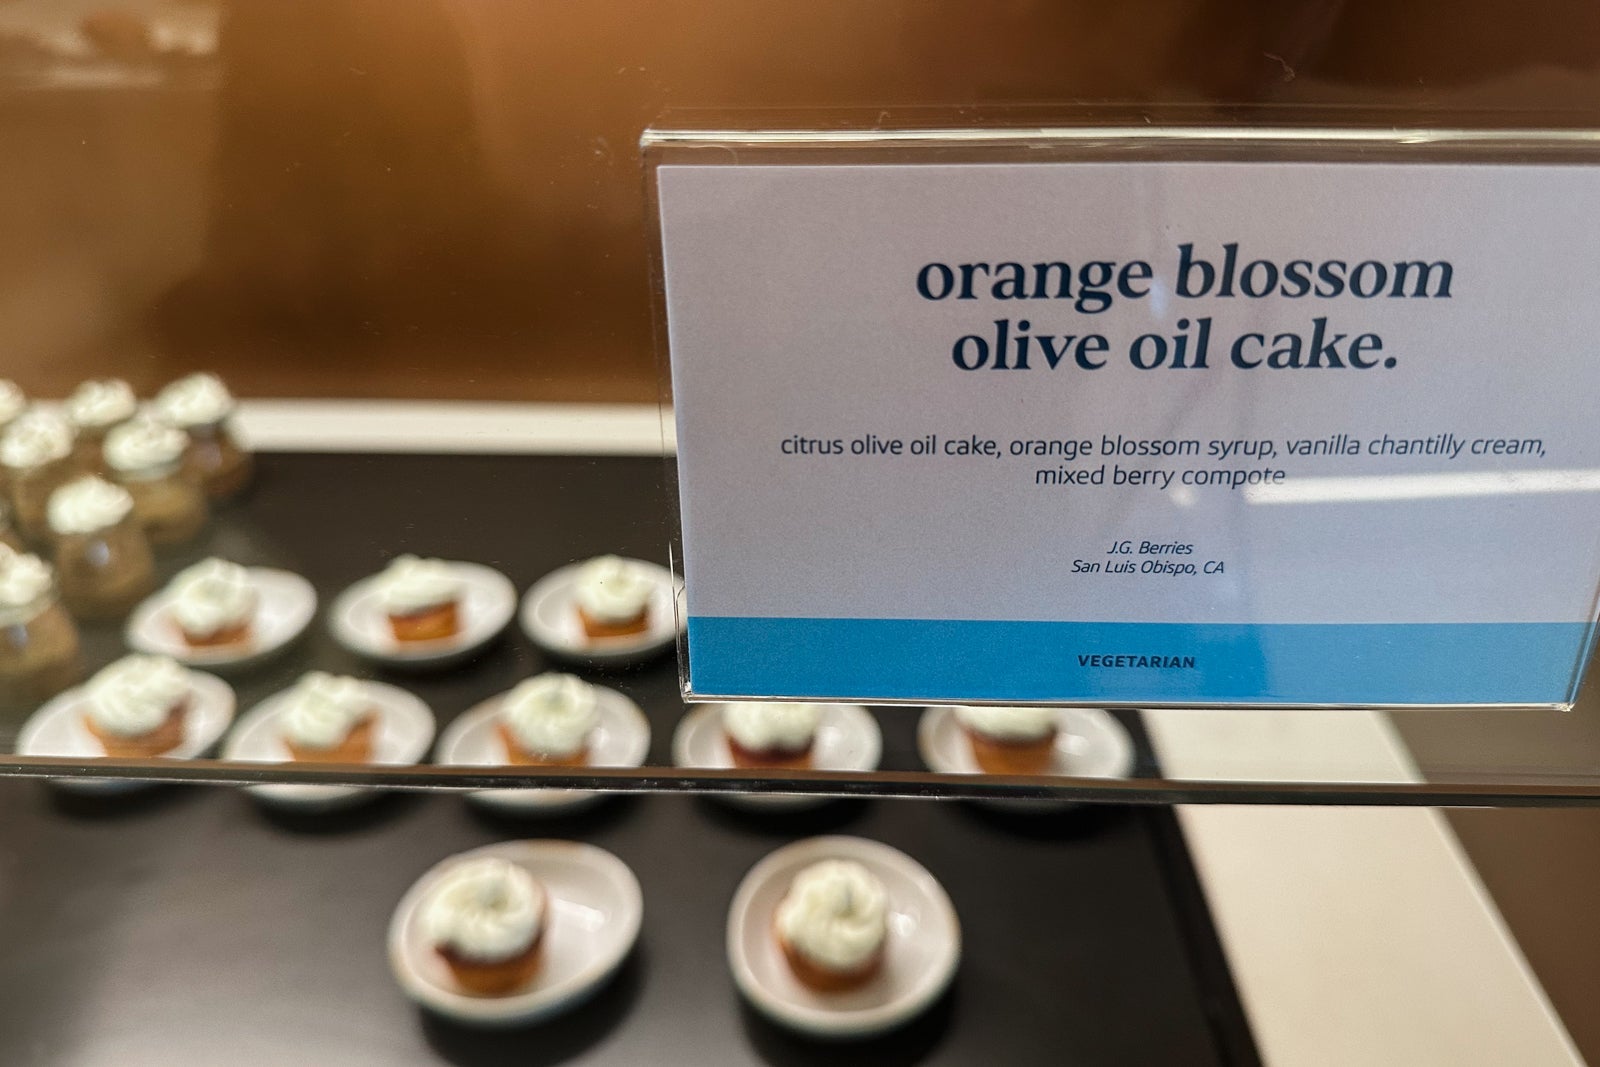 orange blossom
olive oil cake.
citrus olive oil cake, orange blossom syrup, vanilla chantilly cream,
mixed berry compote
J.G. Berries
San Luis Obispo, CA
VEGETARIAN